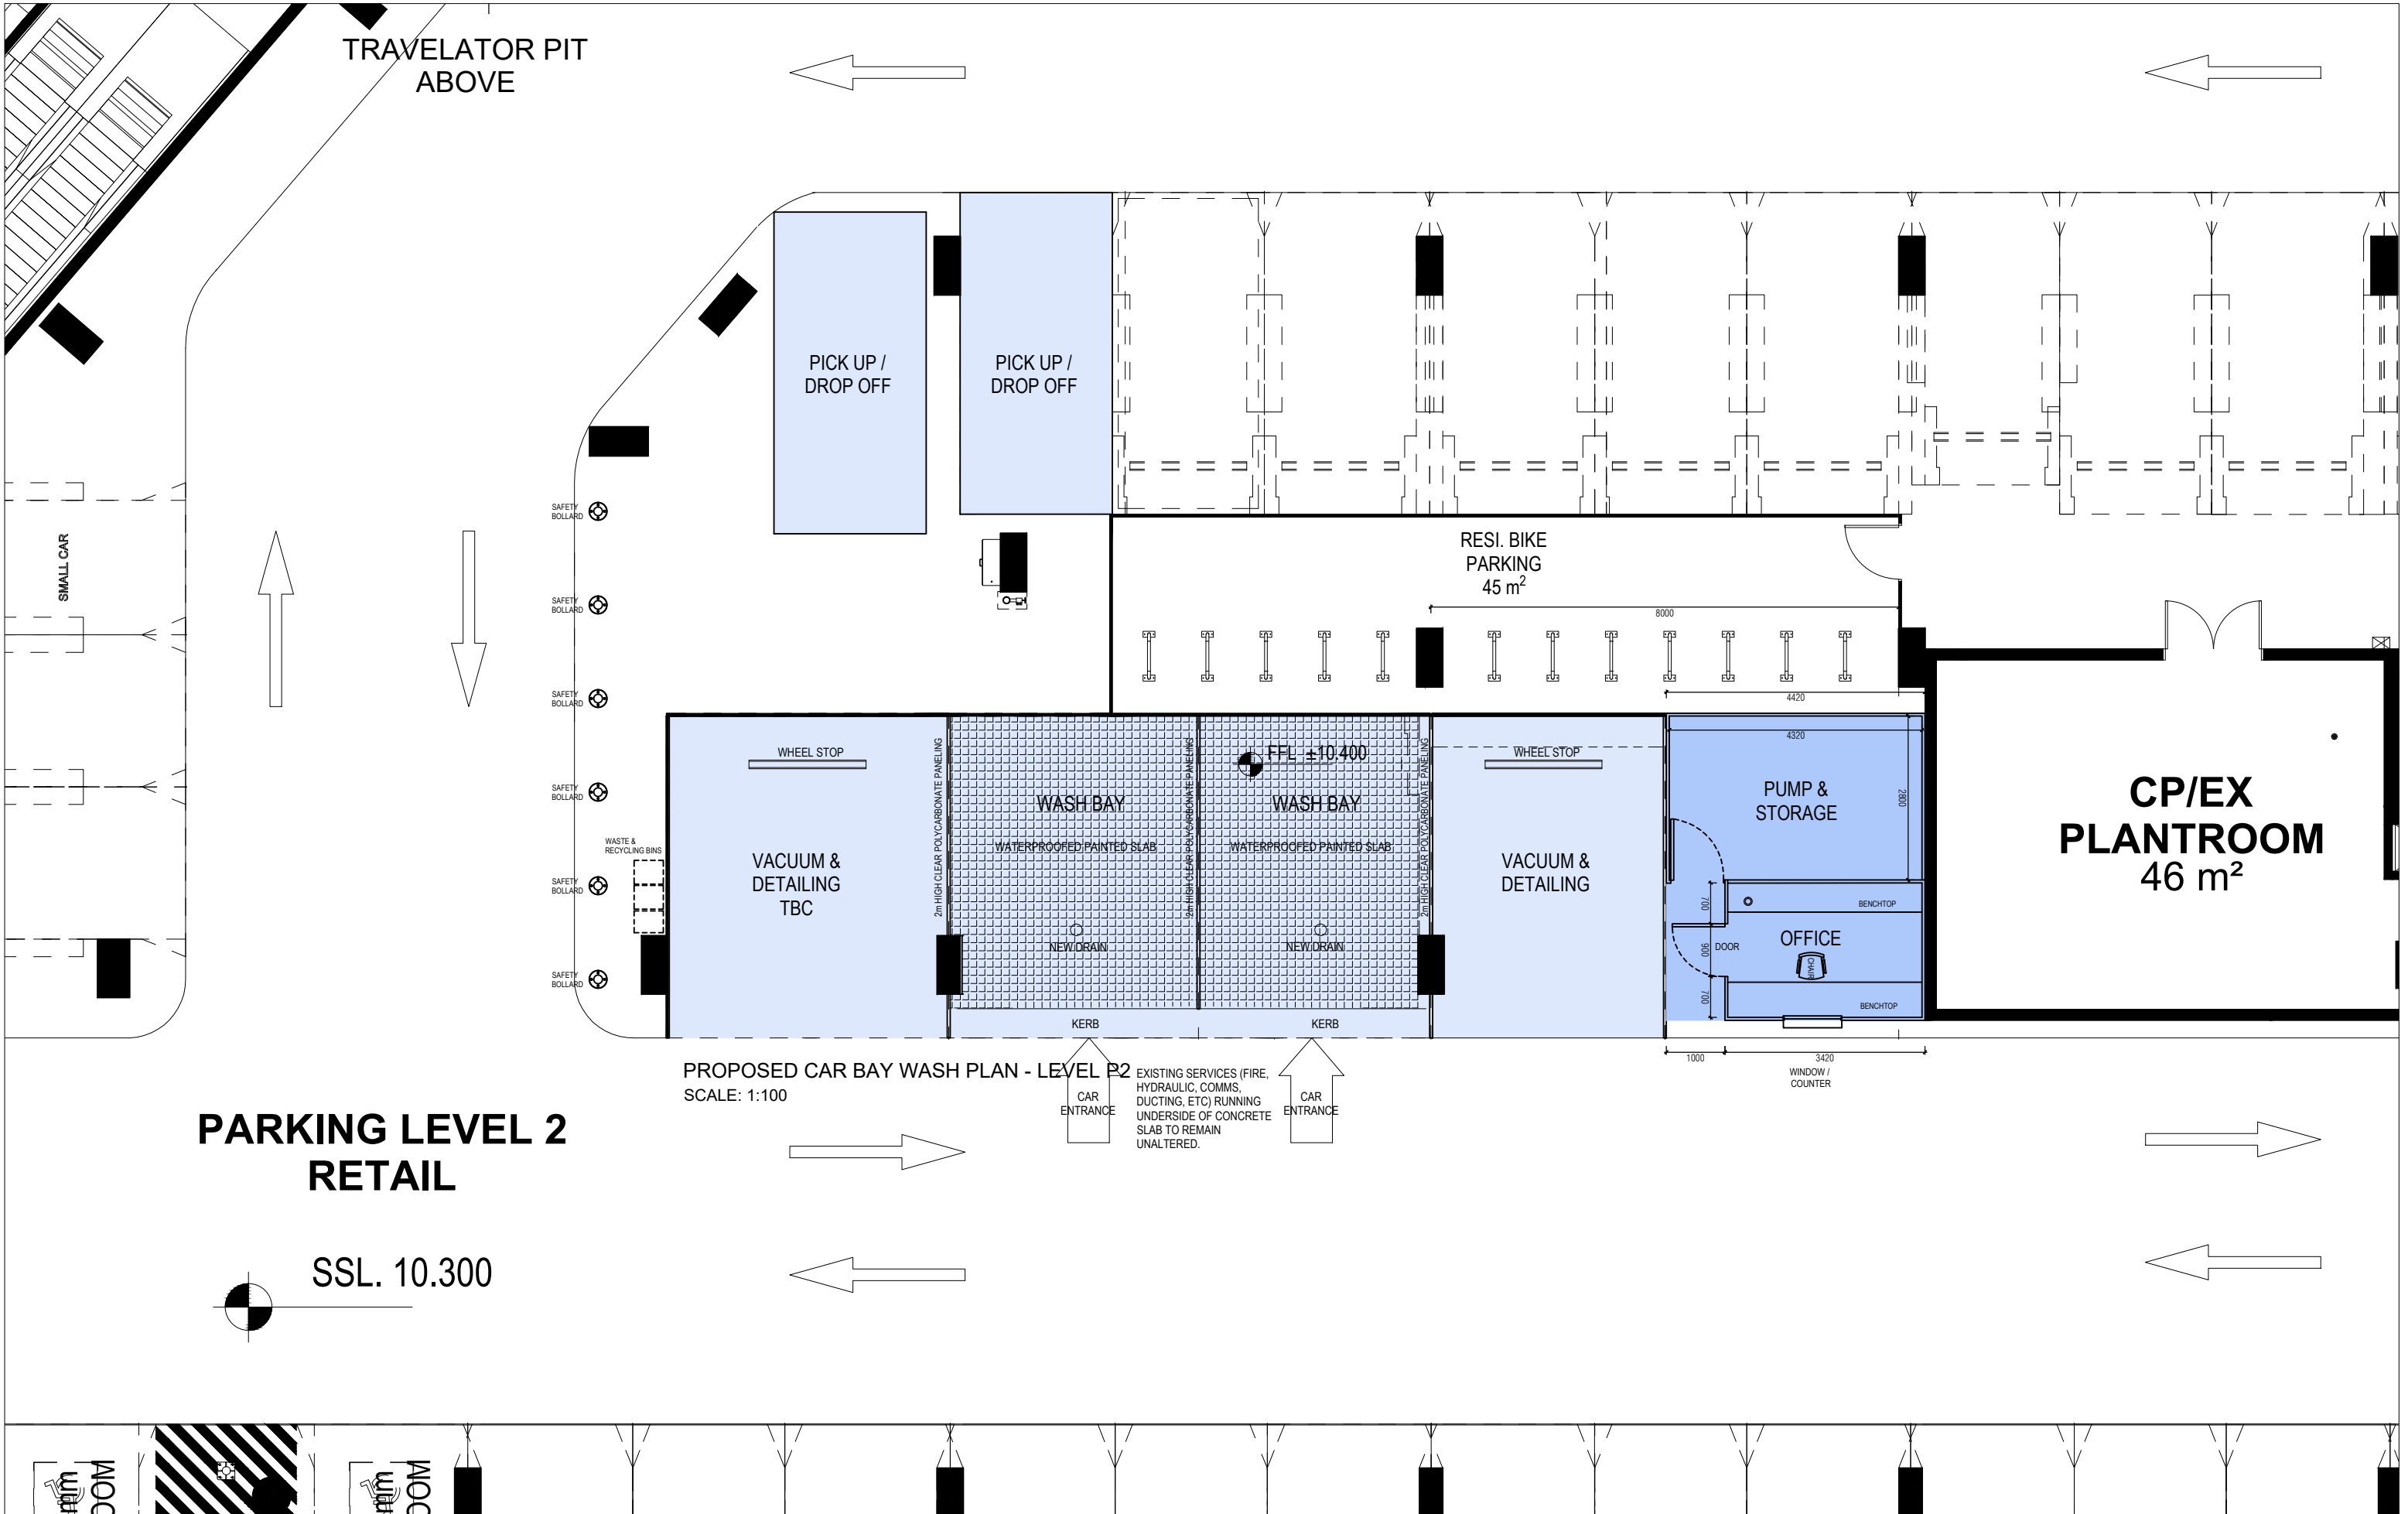 TRAVELATOR PIT
ABOVE
PICK UP /
DROP OFF
PICK UP /
DROP OFF
SMALL CAR
SAFETY
BOLLARD
SAFETY
BOLLARD
SAFETY
BOLLARD
SAFETY
BOLLARD
SAFETY
BOLLARD
SAFETY
BOLLARD
RESI. BIKE
PARKING
45 m²
8000
4420
4320
2800
WASTE &
RECYCLING BINS
WHEEL STOP
VACUUM &
DETAILING
TBC
2m HIGH CLEAR POLYCARBONATE PANELING
WASH BAY
WATERPROOFED PAINTED SLAB
NEW DRAIN
KERB
2m HIGH CLEAR POLYCARBONATE PANELING
FFL ±10.400
WASH BAY
WATERPROOFED PAINTED SLAB
NEW DRAIN
KERB
2m HIGH CLEAR POLYCARBONATE PANELING
WHEEL STOP
VACUUM &
DETAILING
PUMP &
STORAGE
700
900
700
DOOR
BENCHTOP
OFFICE
CHAIR
BENCHTOP
1000
3420
WINDOW /
COUNTER
CP/EX
PLANTROOM
46 m²
PROPOSED CAR BAY WASH PLAN - LEVEL P2
SCALE: 1:100
CAR
ENTRANCE
EXISTING SERVICES (FIRE,
HYDRAULIC, COMMS,
DUCTING, ETC) RUNNING
UNDERSIDE OF CONCRETE
SLAB TO REMAIN
UNALTERED.
CAR
ENTRANCE
PARKING LEVEL 2
RETAIL
SSL. 10.300